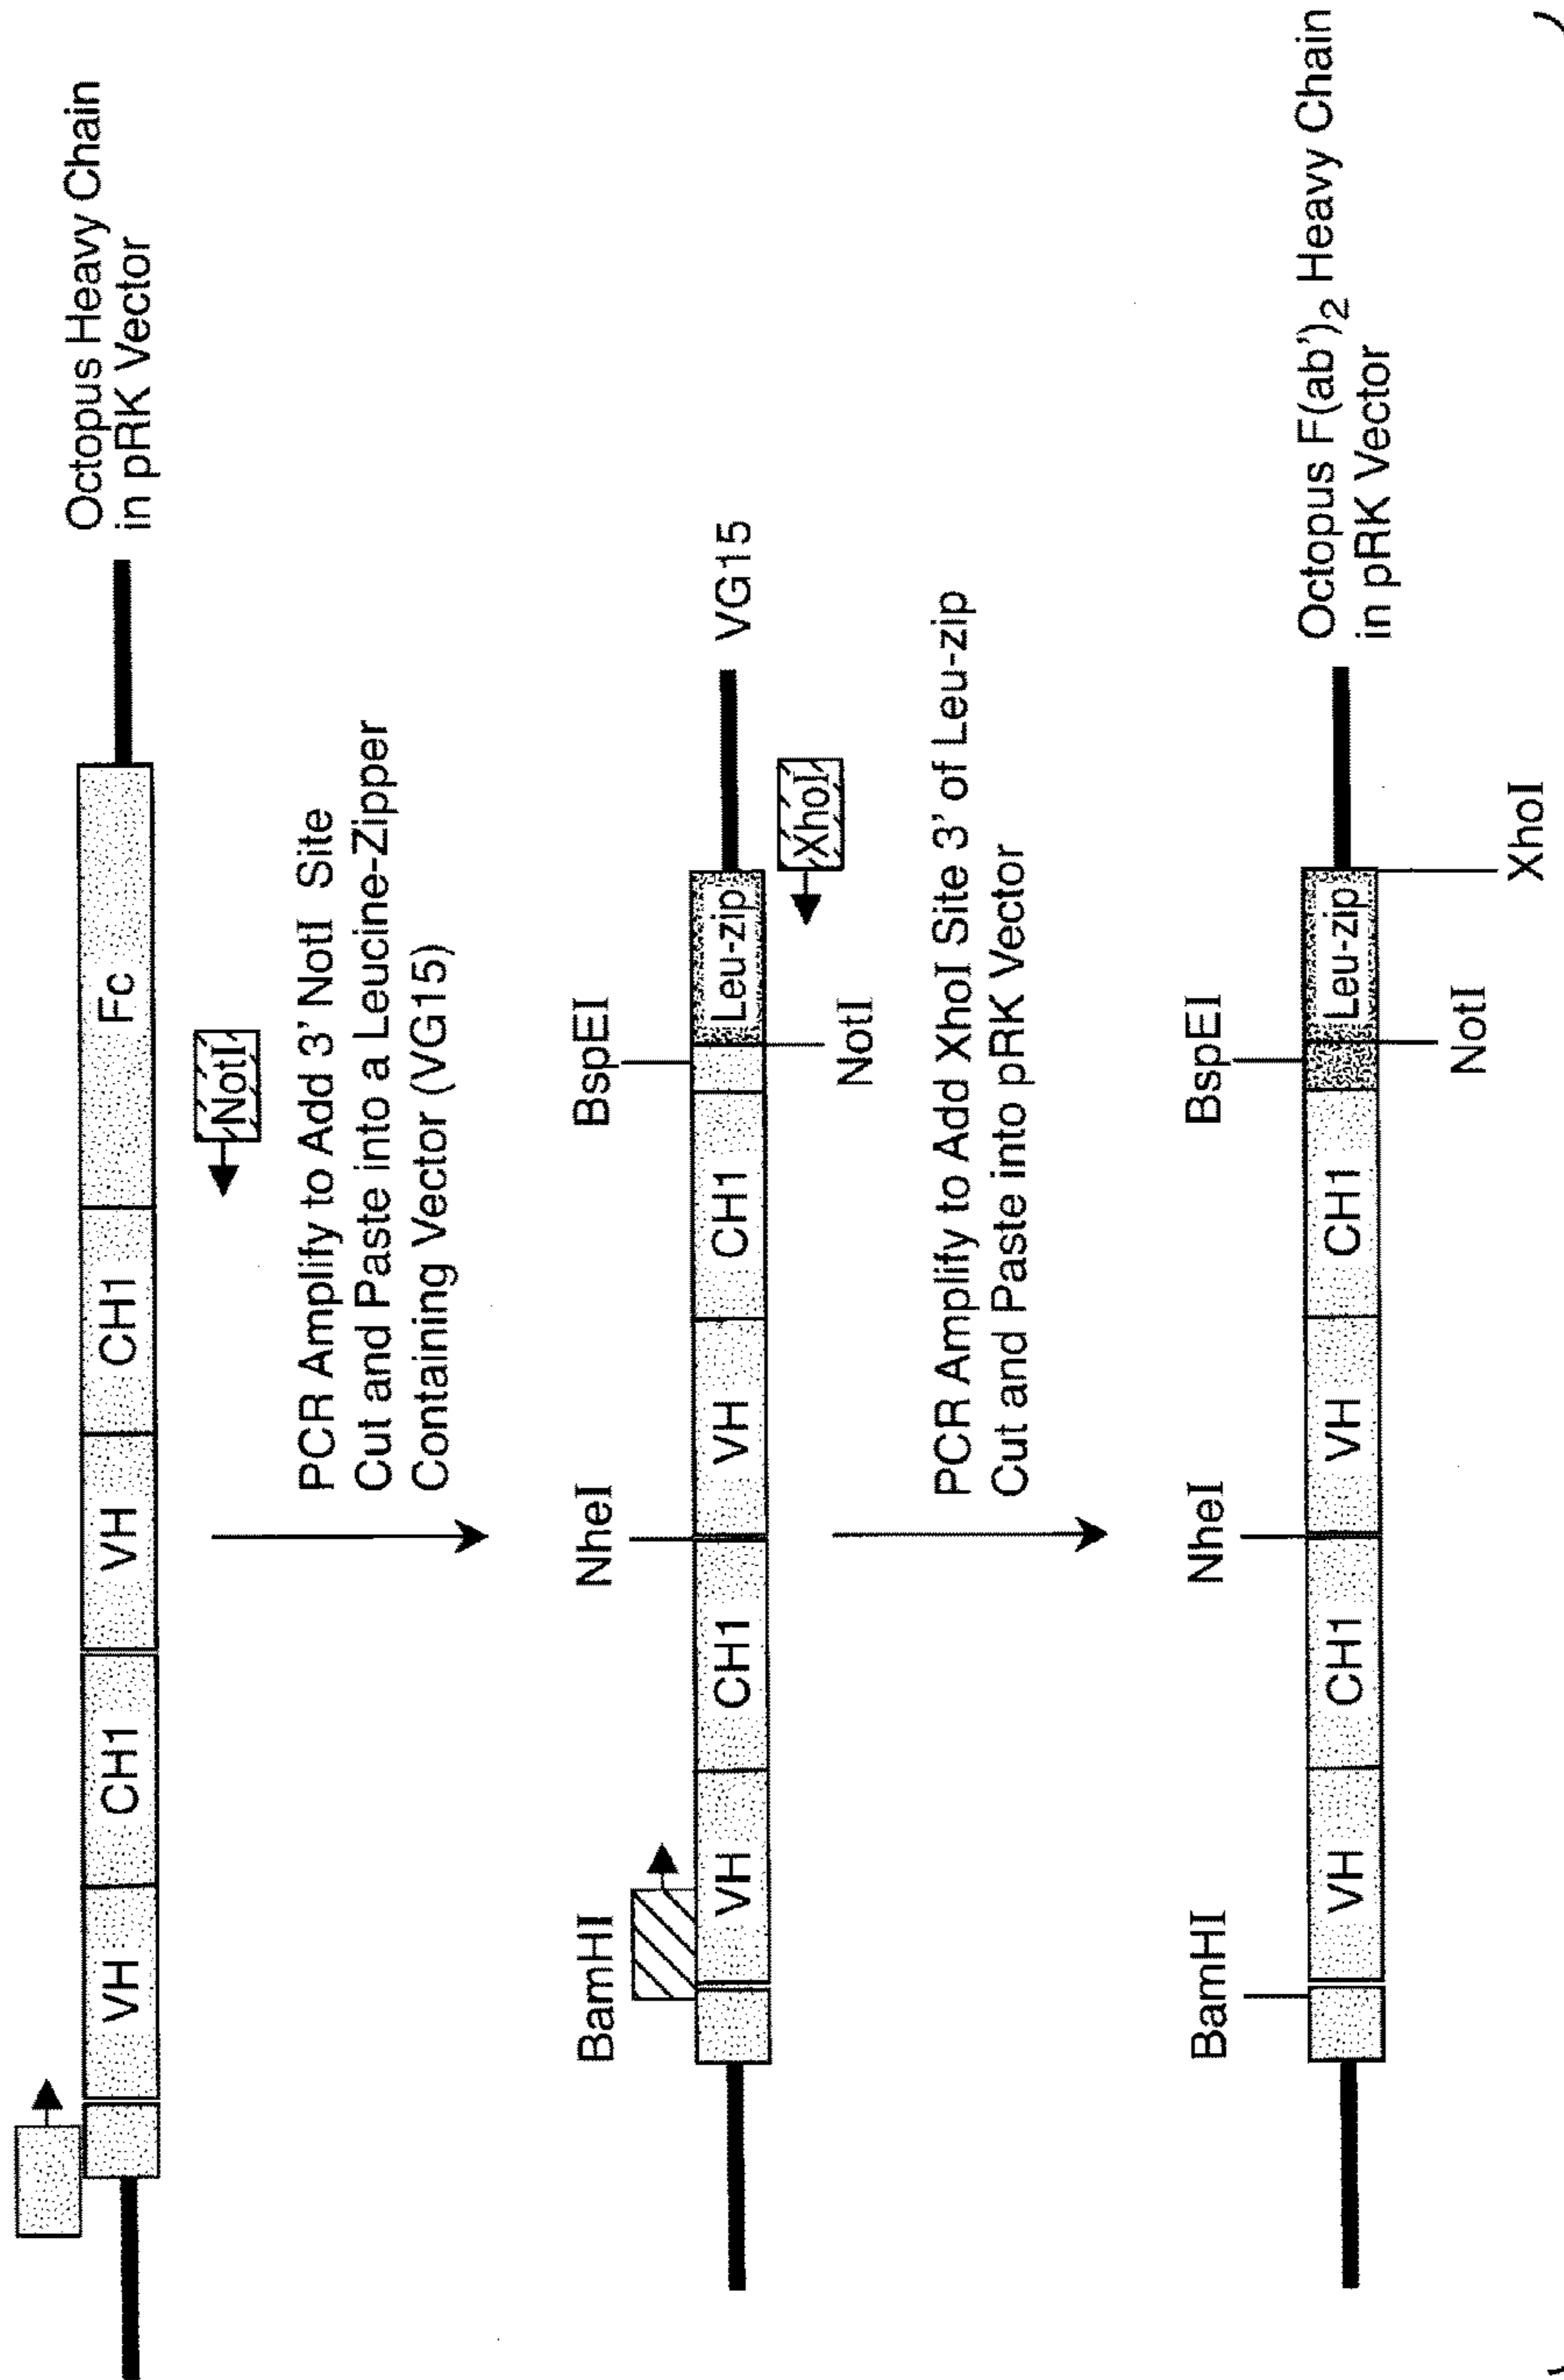 VH
CH1
VH
CH1
Fc
Octopus Heavy Chain
in pRK Vector
NotI
PCR Amplify to Add 3' NotI Site
Cut and Paste into a Leucine-Zipper
Containing Vector (VG15)
BamHI
NheI
BspEI
VH
CH1
VH
CH1
Leu-zip
VG15
NotI
XhoI
PCR Amplify to Add XhoI Site 3' of Leu-zip
Cut and Paste into pRK Vector
BamHI
NheI
BspEI
VH
CH1
VH
CH1
Leu-zip
Octopus F(ab')2 Heavy Chain
in pRK Vector
NotI
XhoI